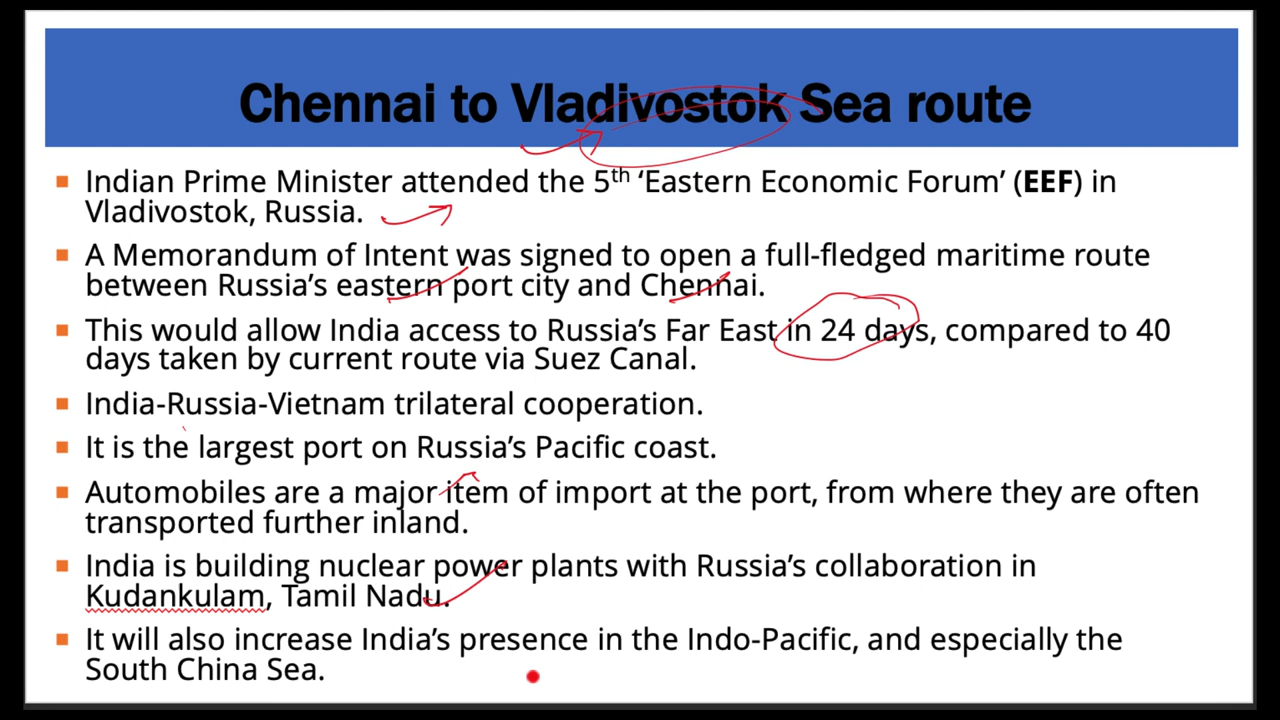 Chennai to Vladivostok Sea route
Indian Prime Minister attended the 5th ‘Eastern Economic Forum’ (EEF) in
Vladivostok, Russia.
A Memorandum of Intent was signed to open a full-fledged maritime route
between Russia’s eastern port city and Chennai.
This would allow India access to Russia’s Far East in 24 days, compared to 40
days taken by current route via Suez Canal.
India-Russia-Vietnam trilateral cooperation.
It is the largest port on Russia’s Pacific coast.
Automobiles are a major item of import at the port, from where they are often
transported further inland.
India is building nuclear power plants with Russia’s collaboration in
Kudankulam, Tamil Nadu.
It will also increase India’s presence in the Indo-Pacific, and especially the
South China Sea.